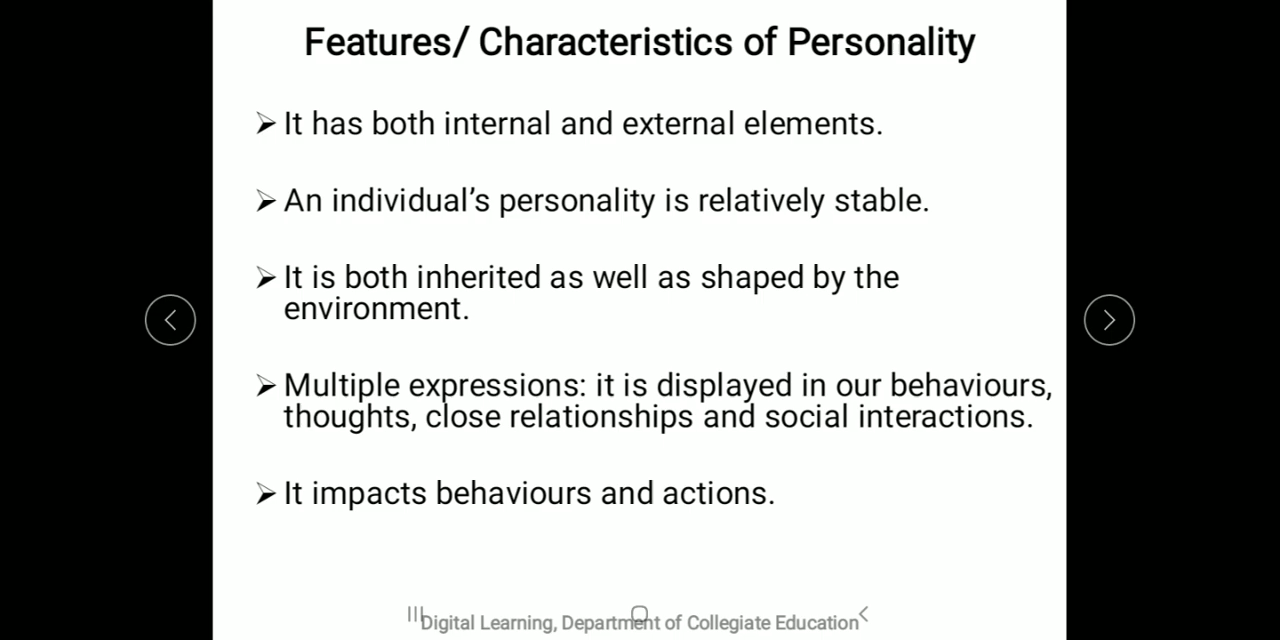 Features/ Characteristics of Personality
➢ It has both internal and external elements.
➢ An individual’s personality is relatively stable.
➢ It is both inherited as well as shaped by the
environment.
➢ Multiple expressions: it is displayed in our behaviours,
thoughts, close relationships and social interactions.
➢ It impacts behaviours and actions.
Digital Learning, Department of Collegiate Education